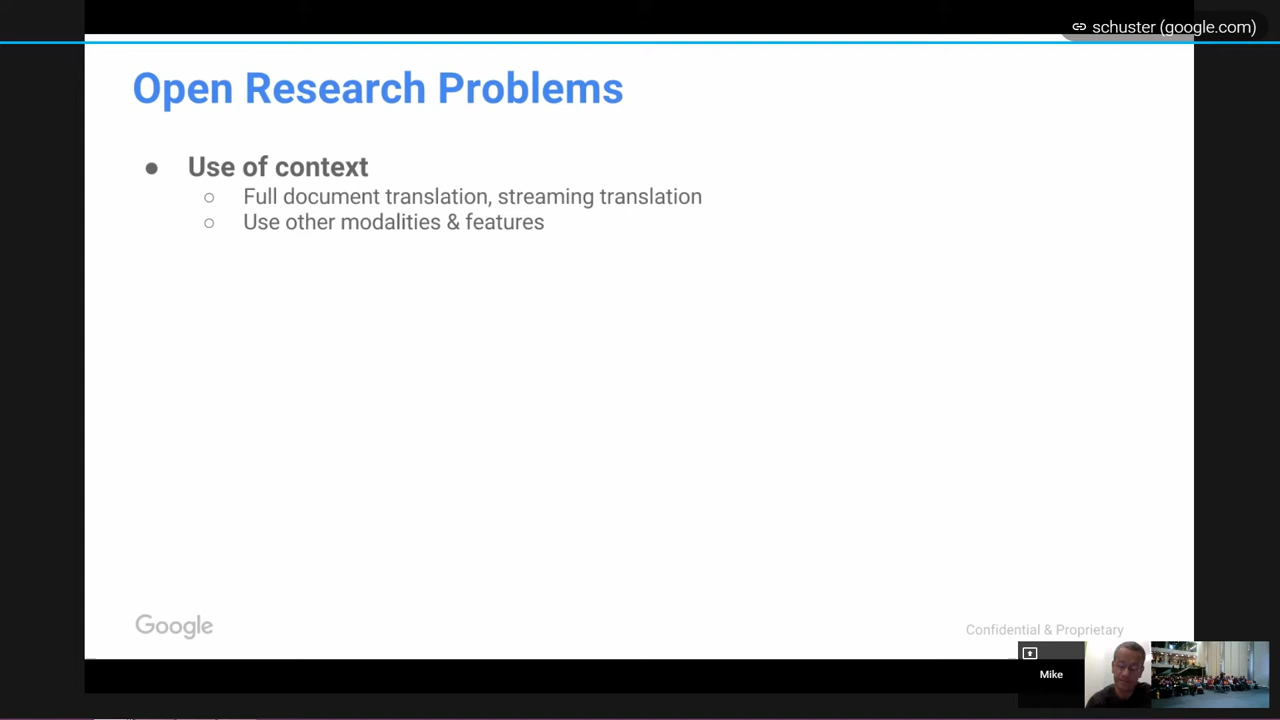 schuster (google.com)
Open Research Problems
● Use of context
○ Full document translation, streaming translation
○ Use other modalities & features
Google
Confidential & Proprietary
Mike